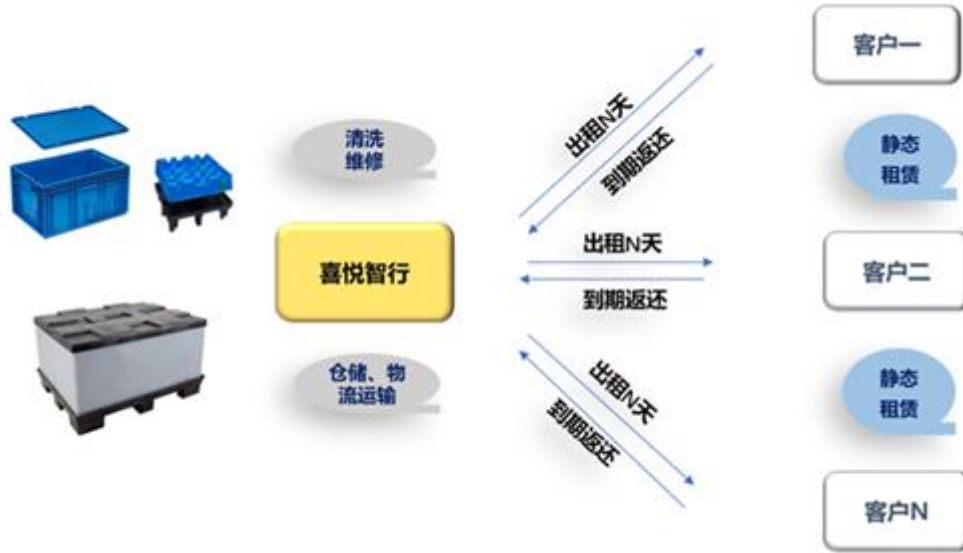 客户一
出租N天
到期返还
清洗
维修
静态
租赁
喜悦智行
出租N天
到期返还
客户二
仓储、物
流运输
出租N天
到期返还
静态
租赁
客户N